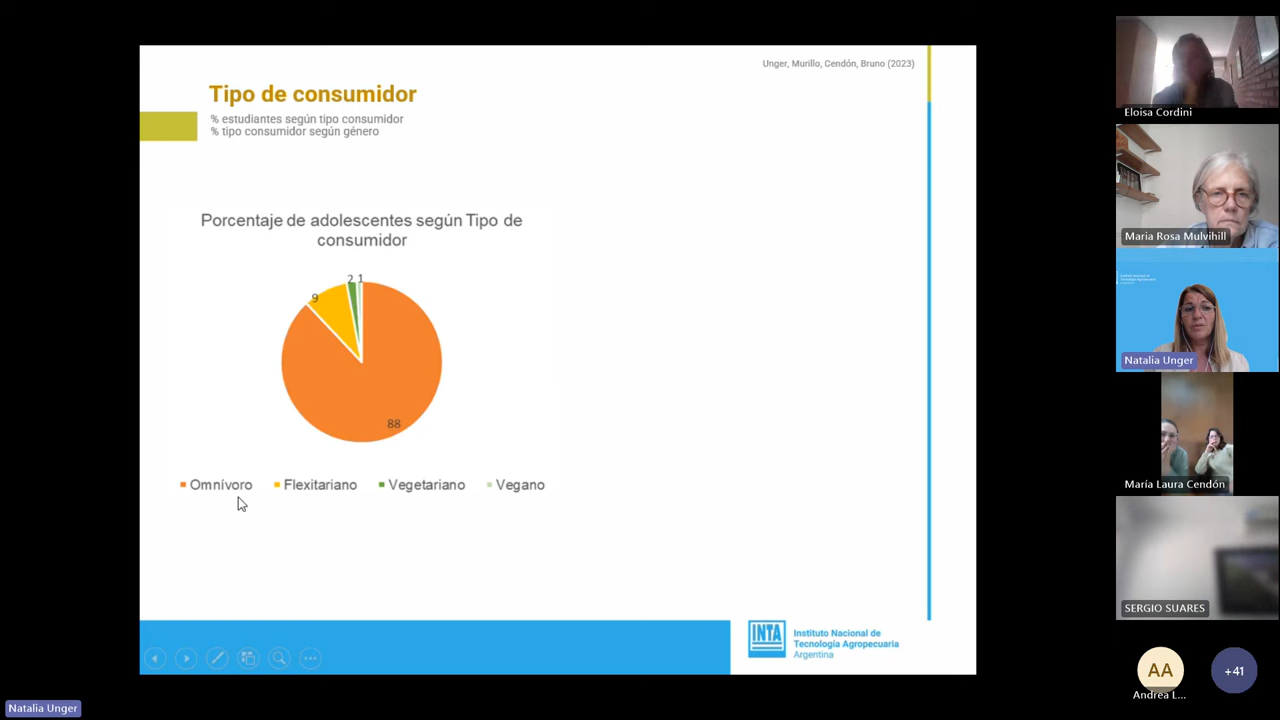 Unger, Murillo, Cendón, Bruno (2023)
Tipo de consumidor
% estudiantes según tipo consumidor
% tipo consumidor según género
Porcentaje de adolescentes según Tipo de
consumidor
2 1
9
88
Omnívoro Flexitariano Vegetariano Vegano
INTA
Instituto Nacional de
Tecnología Agropecuaria
Argentina
Eloisa Cordini
Maria Rosa Mulvihill
Natalia Unger
María Laura Cendón
SERGIO SUARES
AA
Andrea L...
+41
Natalia Unger